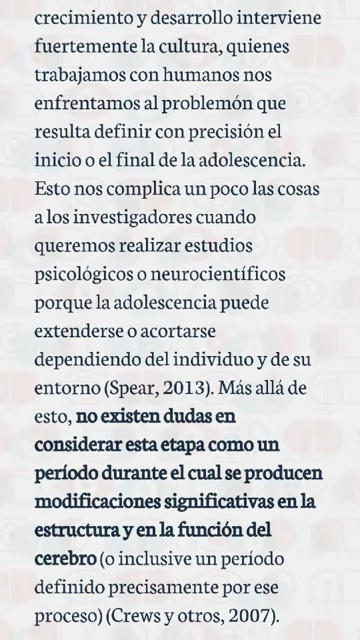 crecimiento y desarrollo interviene
fuertemente la cultura, quienes
trabajamos con humanos nos
enfrentamos al problemón que
resulta definir con precisión el
inicio o el final de la adolescencia.
Esto nos complica un poco las cosas
a los investigadores cuando
queremos realizar estudios
psicológicos o neurocientíficos
porque la adolescencia puede
extenderse o acortarse
dependiendo del individuo y de su
entorno (Spear, 2013). Más allá de
esto, no existen dudas en
considerar esta etapa como un
período durante el cual se producen
modificaciones significativas en la
estructura y en la función del
cerebro (o inclusive un período
definido precisamente por ese
proceso) (Crews y otros, 2007).